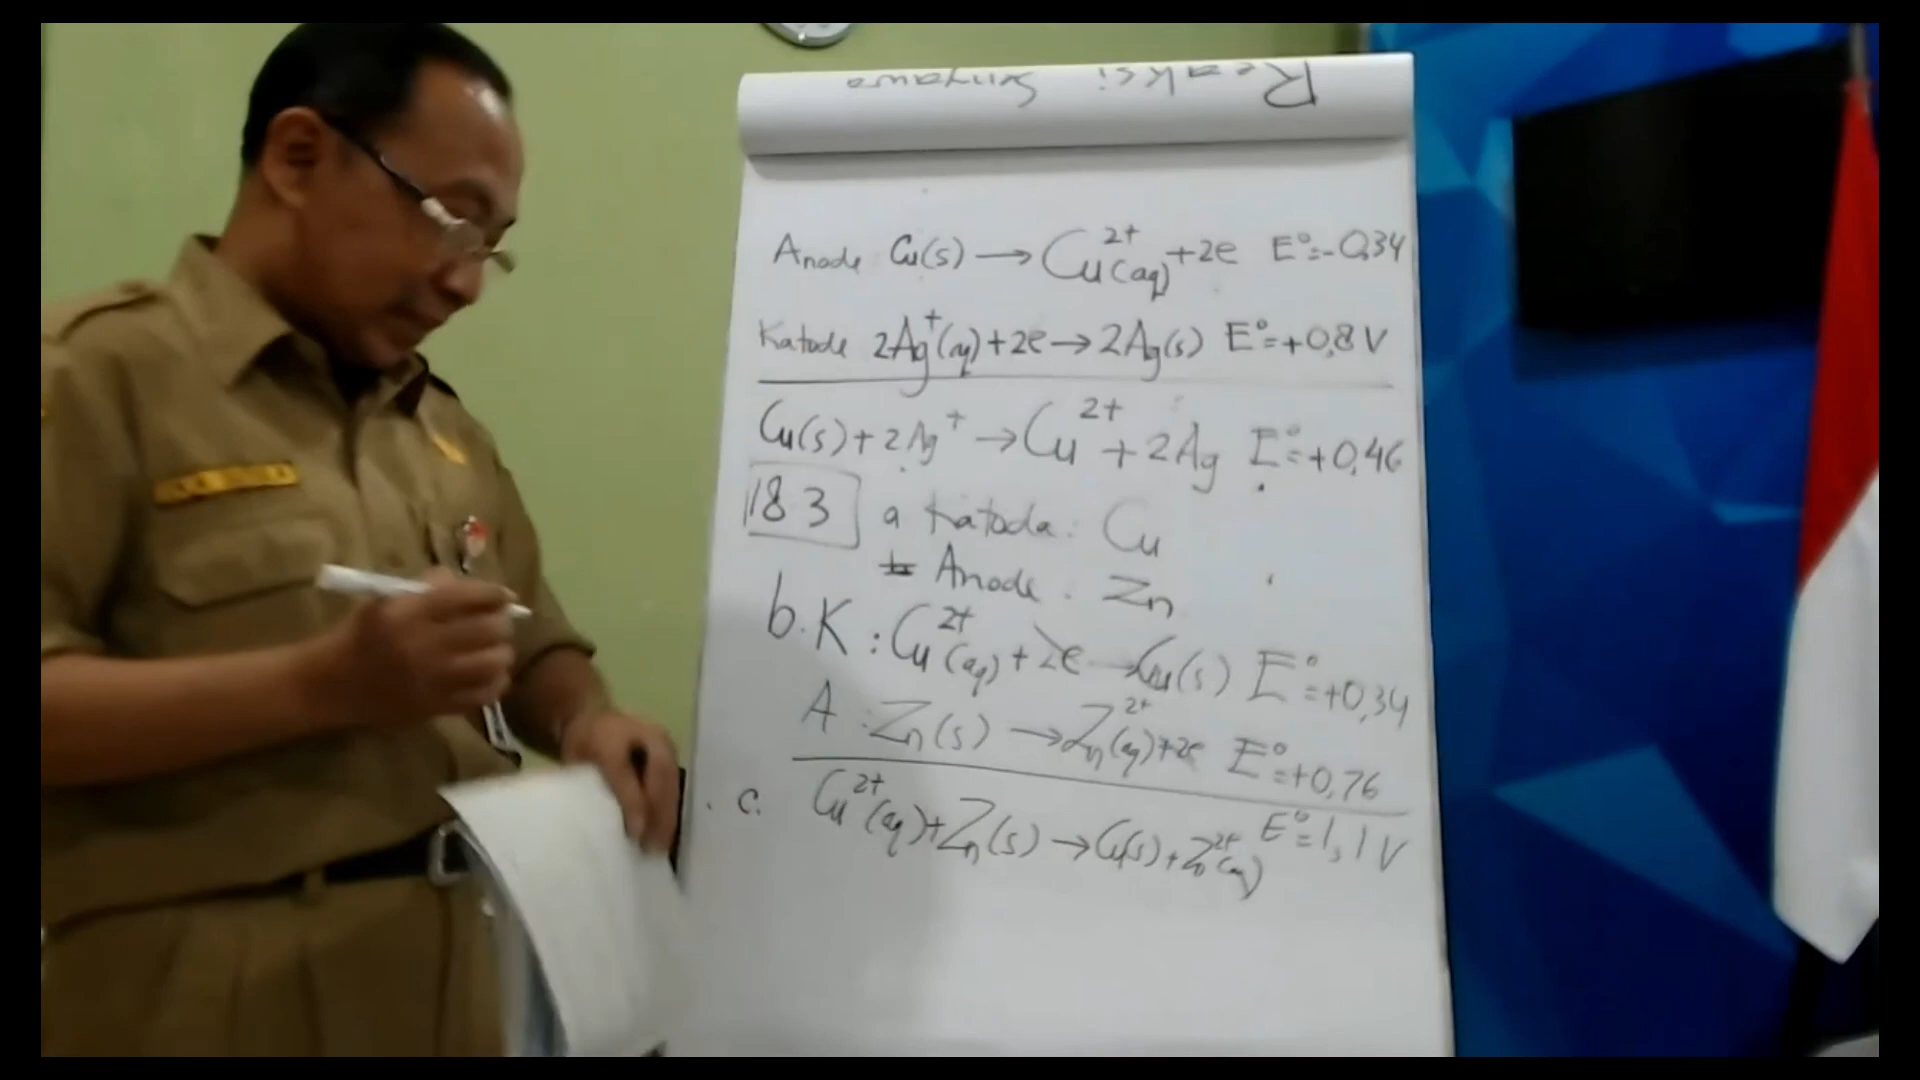 Reaksi Senyawa
Anode Cu(s) → Cu²⁺(aq) + 2e E°= -0,34
Katode 2Ag⁺(aq) + 2e → 2Ag(s) E°= +0,8 V
Cu(s) + 2Ag⁺ → Cu²⁺ + 2Ag E°= +0,46
183 a Katoda : Cu
Anode : Zn
b. K : Cu²⁺(aq) + 2e → Cu(s) E°= +0,34
A : Zn(s) → Zn²⁺(aq) + 2e E°= +0,76
c. Cu²⁺(aq) + Zn(s) → Cu(s) + Zn²⁺(aq) E°= 1,1 V